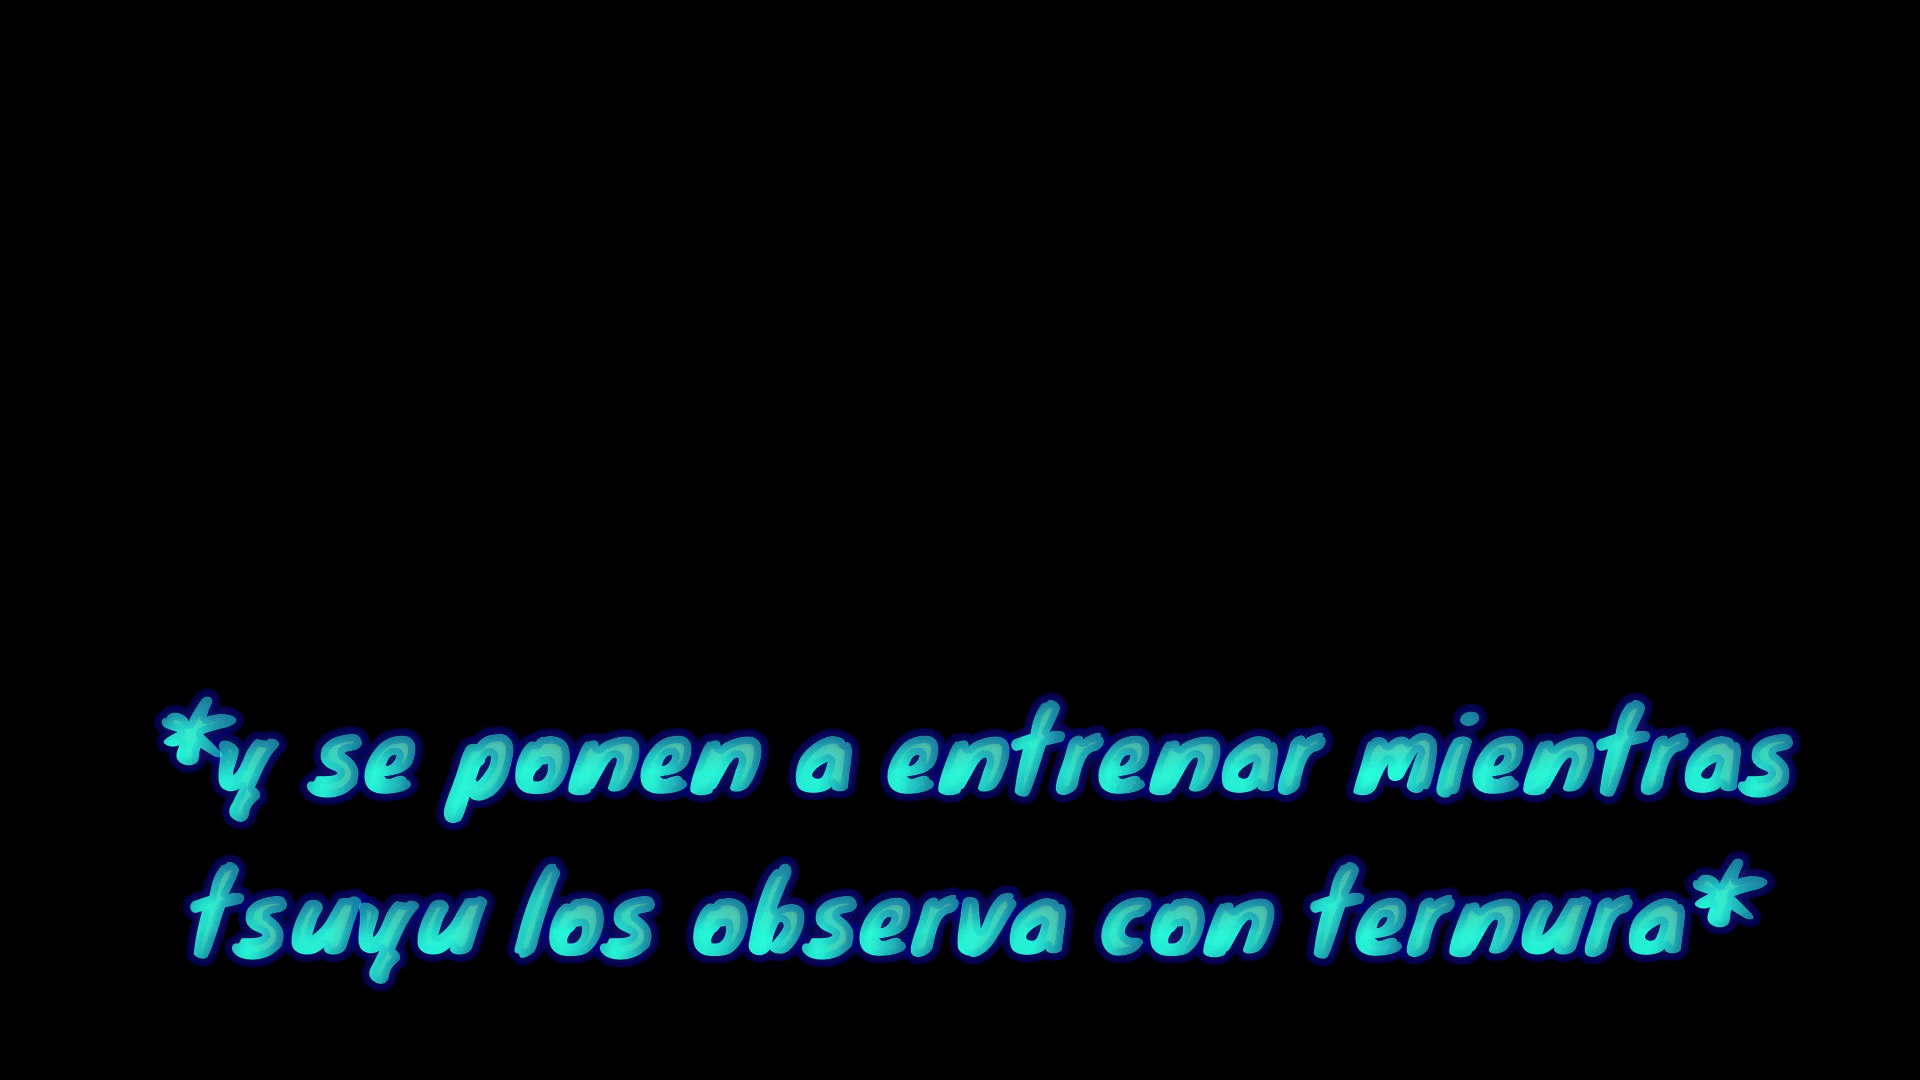 *y se ponen a entrenar mientras
tsuyu los observa con ternura*